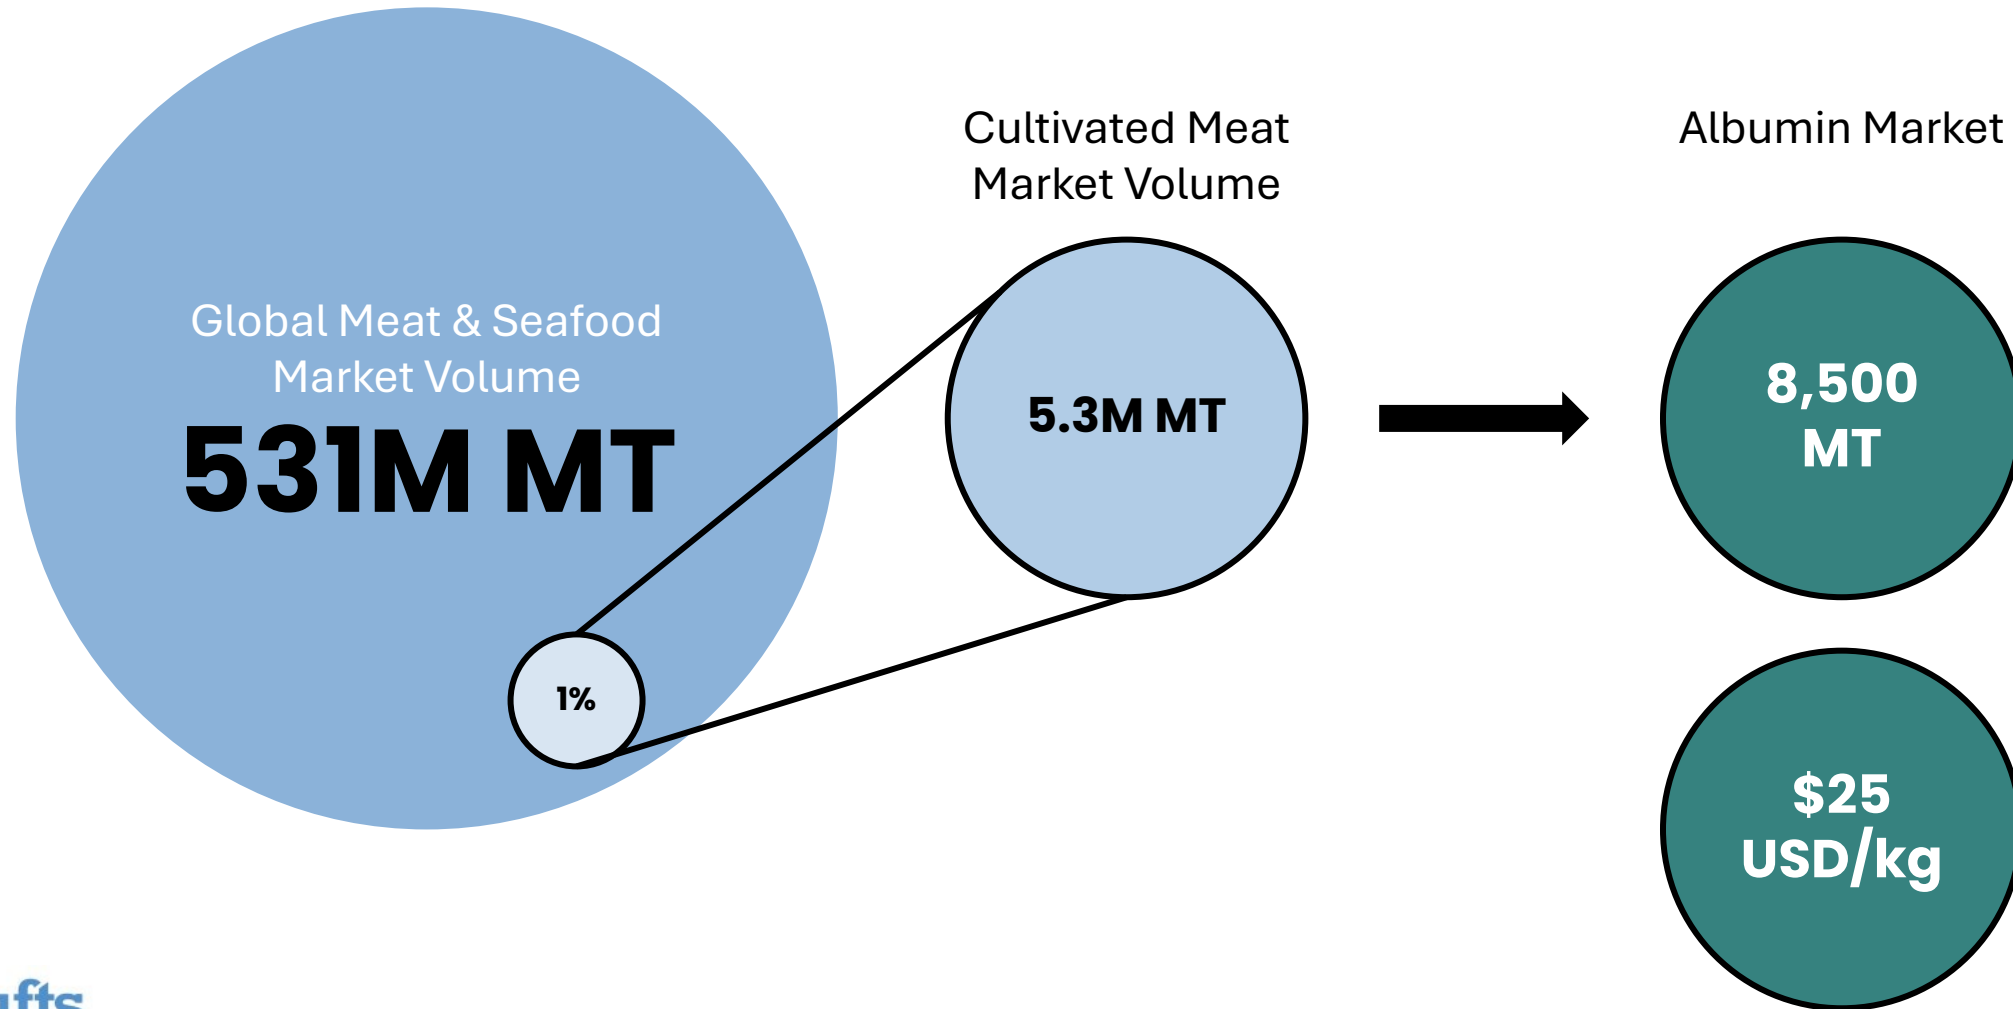 Global Meat & Seafood
Market Volume
531M MT
1%
Cultivated Meat
Market Volume
5.3M MT
Albumin Market
8,500
MT
$25
USD/kg